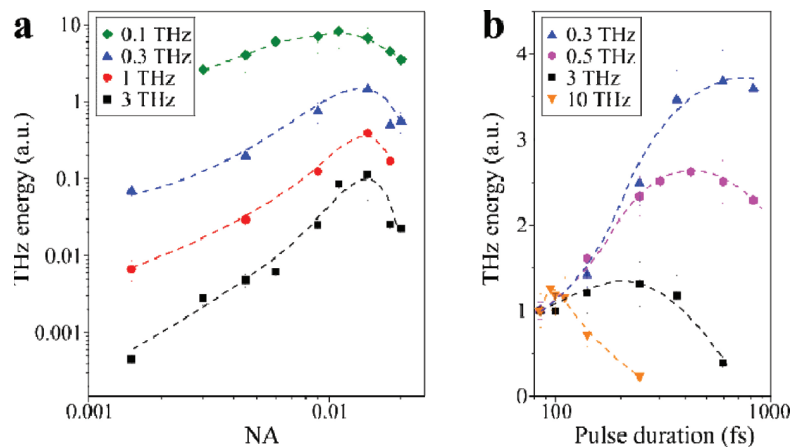 a
0.1 THz
0.3 THz
1 THz
3 THz
10
1
0.1
0.01
0.001
THz energy (a.u.)
0.001
0.01
NA
b
0.3 THz
0.5 THz
3 THz
10 THz
4
3
2
1
0
THz energy (a.u.)
100
1000
Pulse duration (fs)